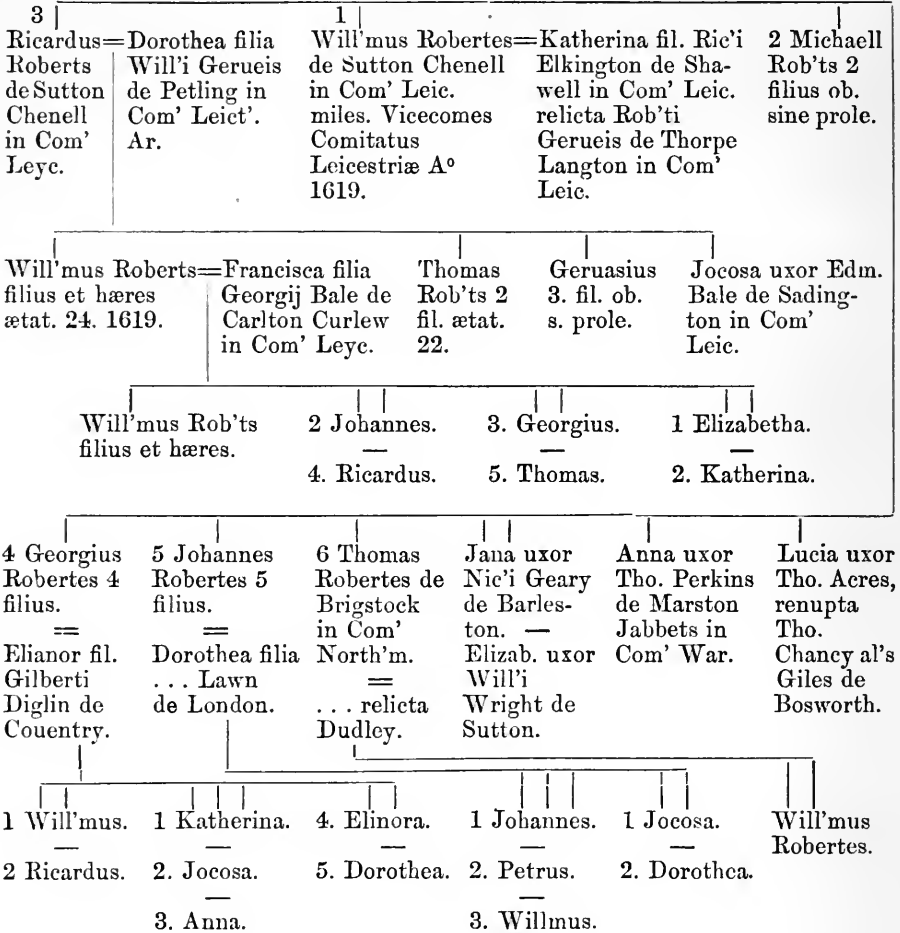 3
Ricardus=Dorothea filia
Roberts
de Sutton
Chenell
in Com'
Leyc.
Will'i Gerueis
de Petling in
Com' Leict'.
Ar.
1
Will'mus Robertes=Katherina fil. Ric'i
de Sutton Chenell
in Com' Leic.
miles. Vicecomes
Comitatus
Leicestriæ Aº
1619.
Elkington de Sha-
well in Com' Leic.
relicta Rob'ti
Gerueis de Thorpe
Langton in Com'
Leic.
2 Michaell
Rob'ts 2
filius ob.
sine prole.
Will'mus Roberts=Francisca filia
filius et hæres
ætat. 24. 1619.
Georgij Bale de
Carlton Curlew
in Com' Leyc.
Thomas
Rob'ts 2
fil. ætat.
22.
Geruasius
3. fil. ob.
s. prole.
Jocosa uxor Edm.
Bale de Sading-
ton in Com'
Leic.
Will'mus Rob'ts
filius et hæres.
2 Johannes.
—
4. Ricardus.
3. Georgius.
—
5. Thomas.
1 Elizabetha.
—
2. Katherina.
4 Georgius
Robertes 4
filius.
=
Elianor fil.
Gilberti
Diglin de
Couentry.
5 Johannes
Robertes 5
filius.
=
Dorothea filia
. . . Lawn
de London.
6 Thomas
Robertes de
Brigstock
in Com'
North'm.
=
. . . relicta
Dudley.
Jana uxor
Nic'i Geary
de Barles-
ton. —
Elizab. uxor
Will'i
Wright de
Sutton.
Anna uxor
Tho. Perkins
de Marston
Jabbets in
Com' War.
Lucia uxor
Tho. Acres,
renupta
Tho.
Chancy al's
Giles de
Bosworth.
1 Will'mus.
—
2 Ricardus.
1 Katherina.
—
2. Jocosa.
—
3. Anna.
4. Elinora.
—
5. Dorothea.
1 Johannes.
—
2. Petrus.
—
3. Willmus.
1 Jocosa.
—
2. Dorothea.
Will'mus
Robertes.